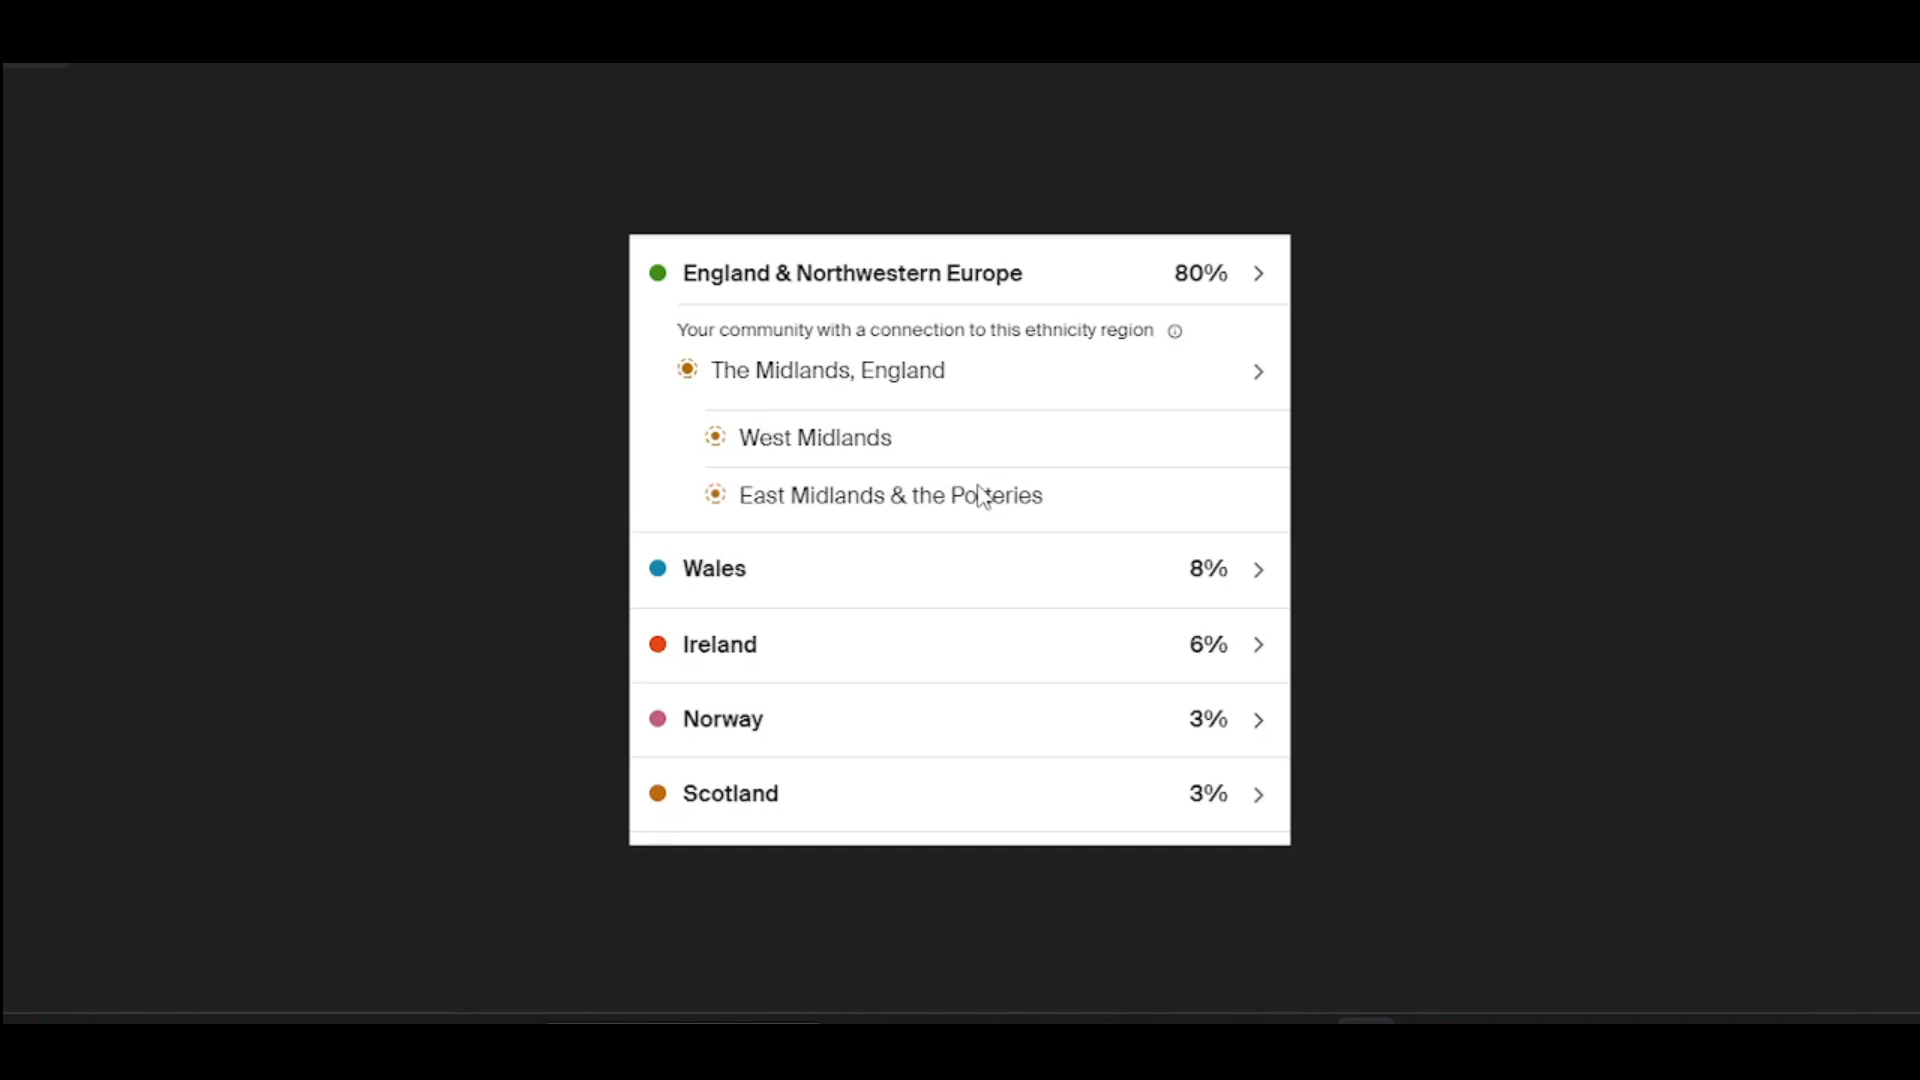 England & Northwestern Europe 80%
Your community with a connection to this ethnicity region
The Midlands, England
West Midlands
East Midlands & the Potteries
Wales 8%
Ireland 6%
Norway 3%
Scotland 3%